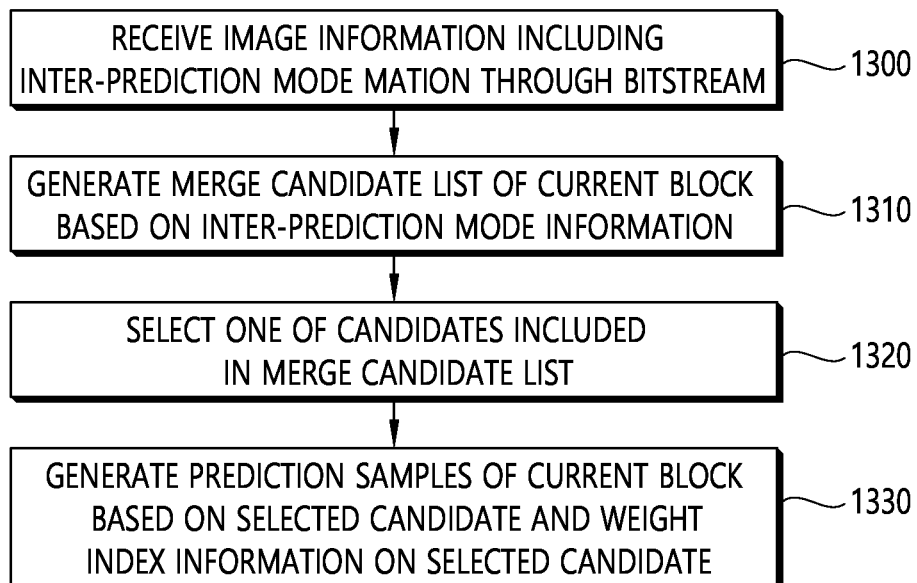 RECEIVE IMAGE INFORMATION INCLUDING
INTER-PREDICTION MODE MATION THROUGH BITSTREAM
1300
GENERATE MERGE CANDIDATE LIST OF CURRENT BLOCK
BASED ON INTER-PREDICTION MODE INFORMATION
1310
SELECT ONE OF CANDIDATES INCLUDED
IN MERGE CANDIDATE LIST
1320
GENERATE PREDICTION SAMPLES OF CURRENT BLOCK
BASED ON SELECTED CANDIDATE AND WEIGHT
INDEX INFORMATION ON SELECTED CANDIDATE
1330